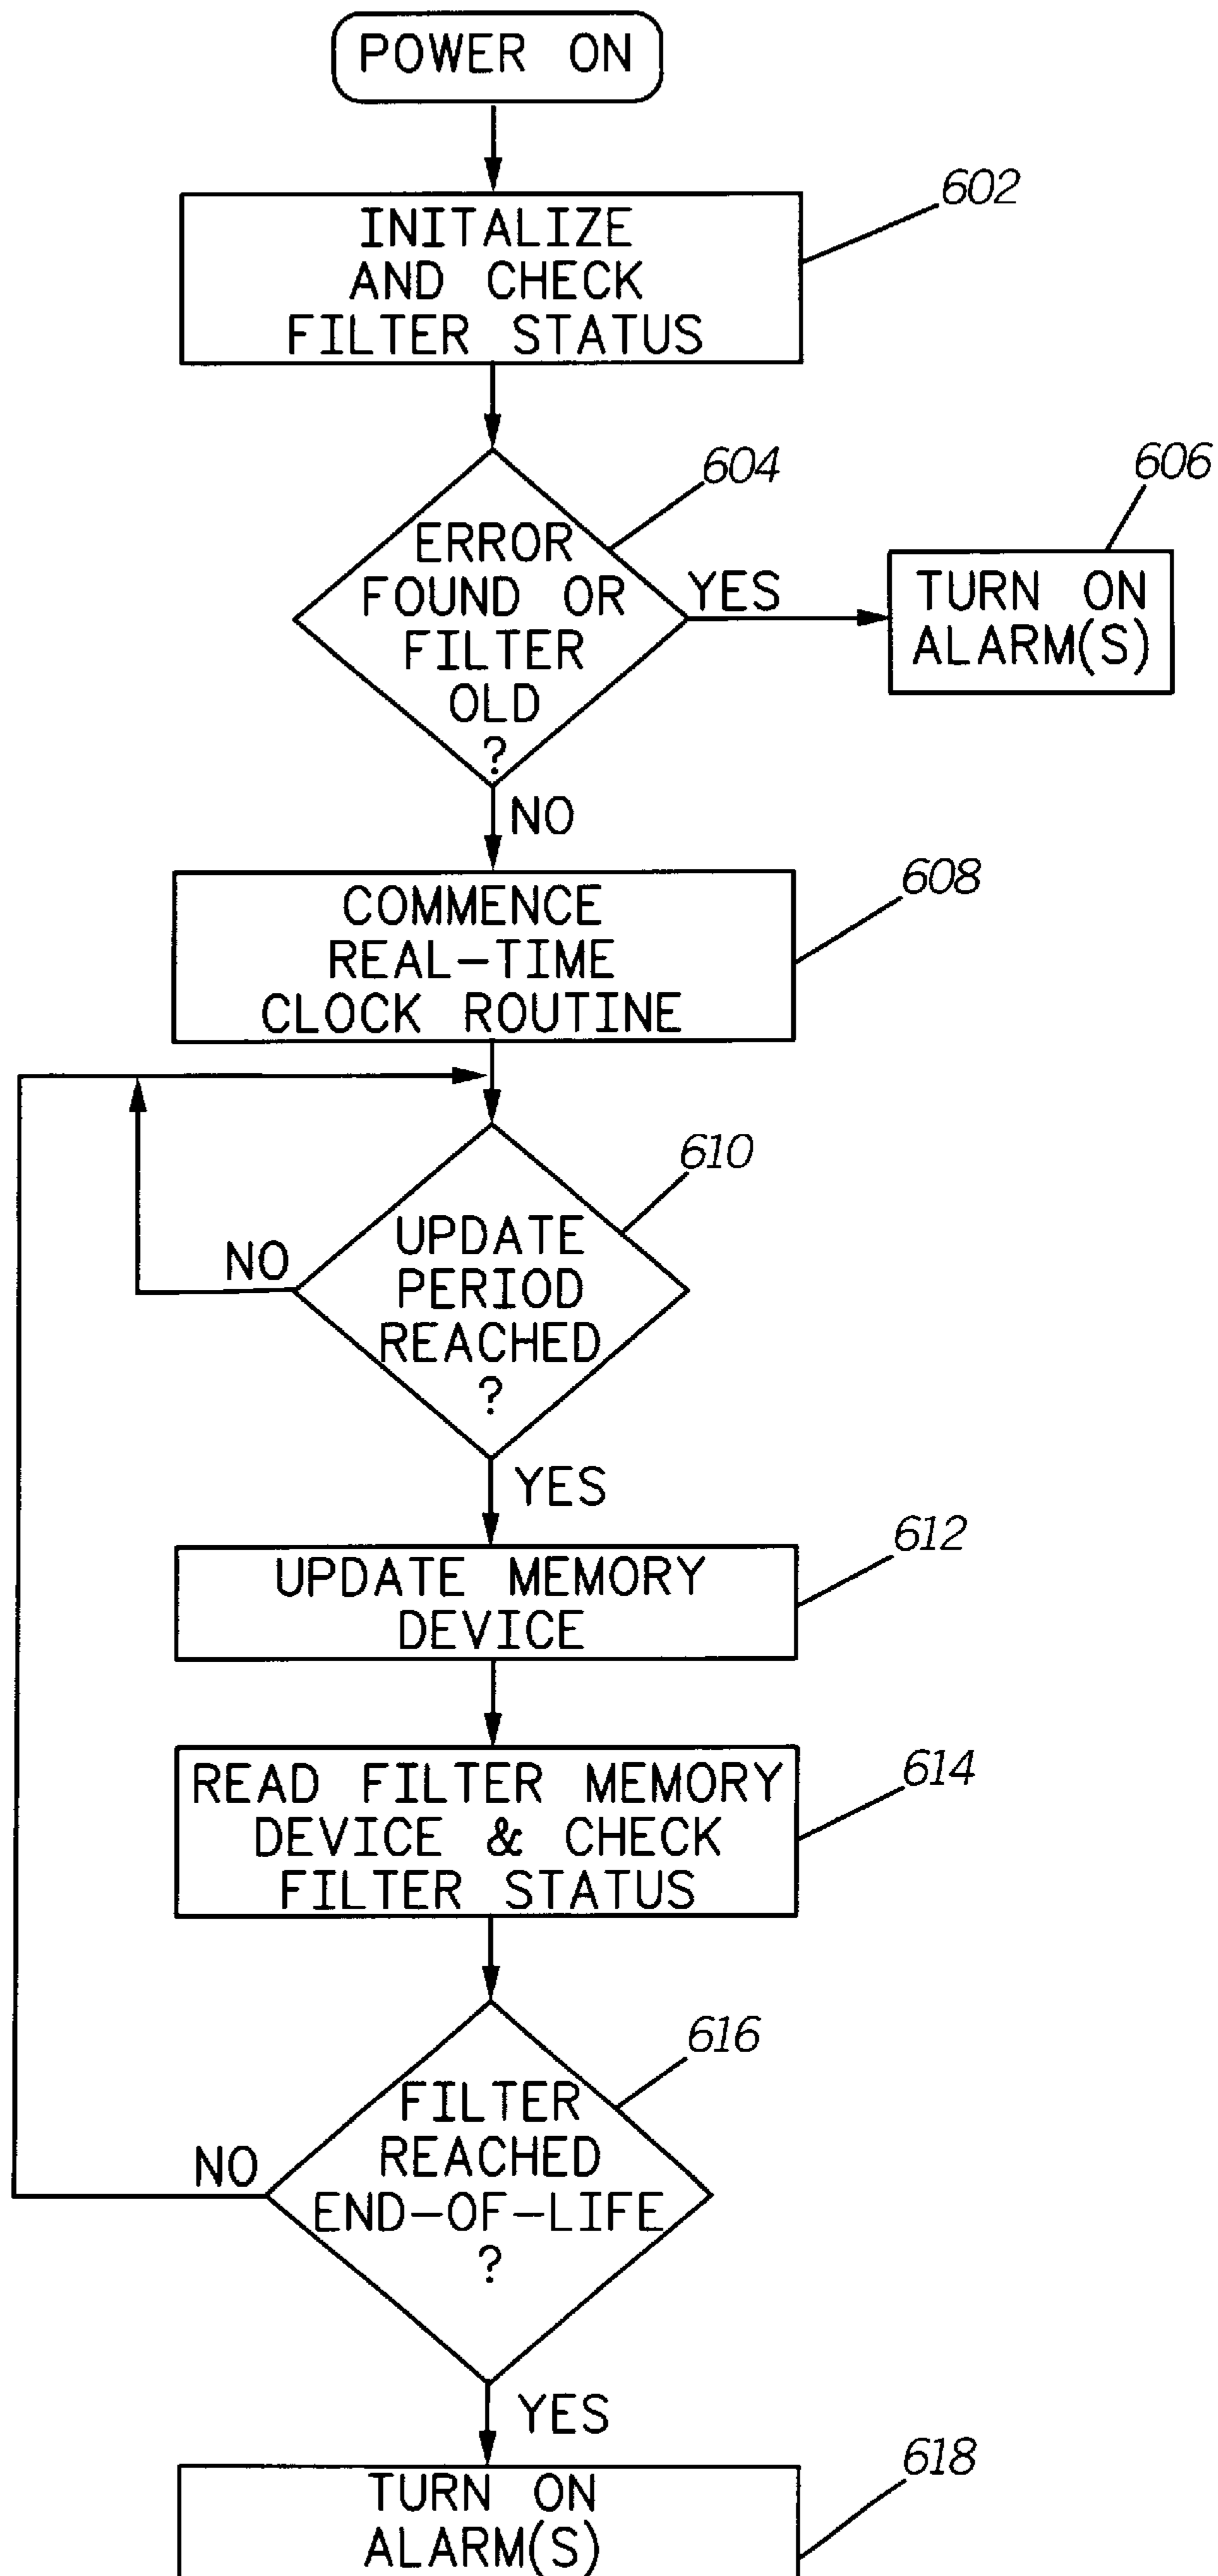 POWER ON
602
INITALIZE
AND CHECK
FILTER STATUS
604
606
ERROR
FOUND OR
FILTER
OLD
?
YES
TURN ON
ALARM(S)
NO
608
COMMENCE
REAL-TIME
CLOCK ROUTINE
610
NO
UPDATE
PERIOD
REACHED
?
YES
612
UPDATE MEMORY
DEVICE
614
READ FILTER MEMORY
DEVICE & CHECK
FILTER STATUS
616
NO
FILTER
REACHED
END-OF-LIFE
?
YES
618
TURN ON
ALARM(S)